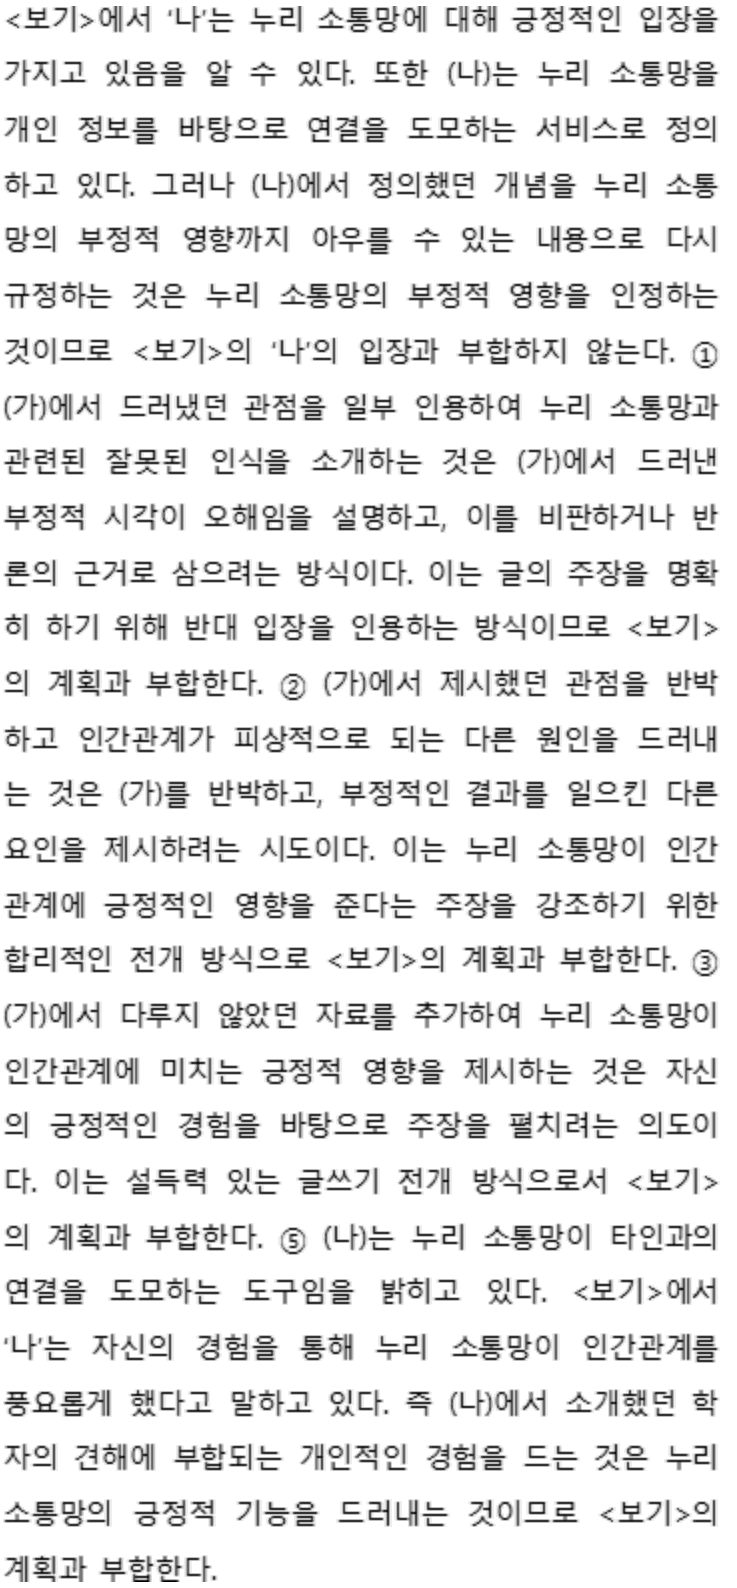 <보기>에서 ‘나’는 누리 소통망에 대해 긍정적인 입장을
가지고 있음을 알 수 있다. 또한 (나)는 누리 소통망을
개인 정보를 바탕으로 연결을 도모하는 서비스로 정의
하고 있다. 그러나 (나)에서 정의했던 개념을 누리 소통
망의 부정적 영향까지 아우를 수 있는 내용으로 다시
규정하는 것은 누리 소통망의 부정적 영향을 인정하는
것이므로 <보기>의 ‘나’의 입장과 부합하지 않는다. ①
(가)에서 드러냈던 관점을 일부 인용하여 누리 소통망과
관련된 잘못된 인식을 소개하는 것은 (가)에서 드러낸
부정적 시각이 오해임을 설명하고, 이를 비판하거나 반
론의 근거로 삼으려는 방식이다. 이는 글의 주장을 명확
히 하기 위해 반대 입장을 인용하는 방식이므로 <보기>
의 계획과 부합한다. ② (가)에서 제시했던 관점을 반박
하고 인간관계가 피상적으로 되는 다른 원인을 드러내
는 것은 (가)를 반박하고, 부정적인 결과를 일으킨 다른
요인을 제시하려는 시도이다. 이는 누리 소통망이 인간
관계에 긍정적인 영향을 준다는 주장을 강조하기 위한
합리적인 전개 방식으로 <보기>의 계획과 부합한다. ③
(가)에서 다루지 않았던 자료를 추가하여 누리 소통망이
인간관계에 미치는 긍정적 영향을 제시하는 것은 자신
의 긍정적인 경험을 바탕으로 주장을 펼치려는 의도이
다. 이는 설득력 있는 글쓰기 전개 방식으로서 <보기>
의 계획과 부합한다. ⑤ (나)는 누리 소통망이 타인과의
연결을 도모하는 도구임을 밝히고 있다. <보기>에서
‘나’는 자신의 경험을 통해 누리 소통망이 인간관계를
풍요롭게 했다고 말하고 있다. 즉 (나)에서 소개했던 학
자의 견해에 부합되는 개인적인 경험을 드는 것은 누리
소통망의 긍정적 기능을 드러내는 것이므로 <보기>의
계획과 부합한다.